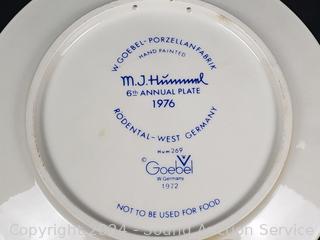 W. GOEBEL-PORZELLANFABRIK
HAND PAINTED
M.J.Hümmel
6th ANNUAL PLATE
1976
RODENTAL-WEST GERMANY
Hum 269
© Goebel
W.Germany
1972
NOT TO BE USED FOR FOOD
Copyright 2024 - Sound Auction Service